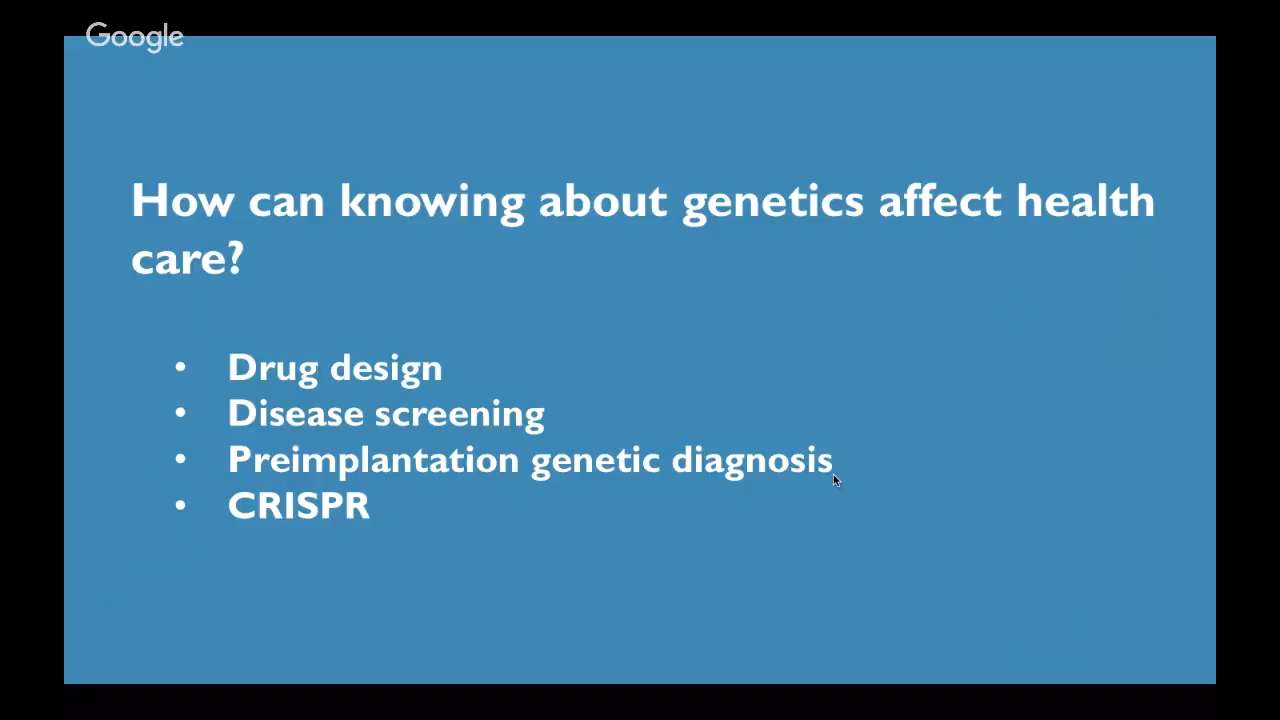 Google
How can knowing about genetics affect health
care?
• Drug design
• Disease screening
• Preimplantation genetic diagnosis
• CRISPR